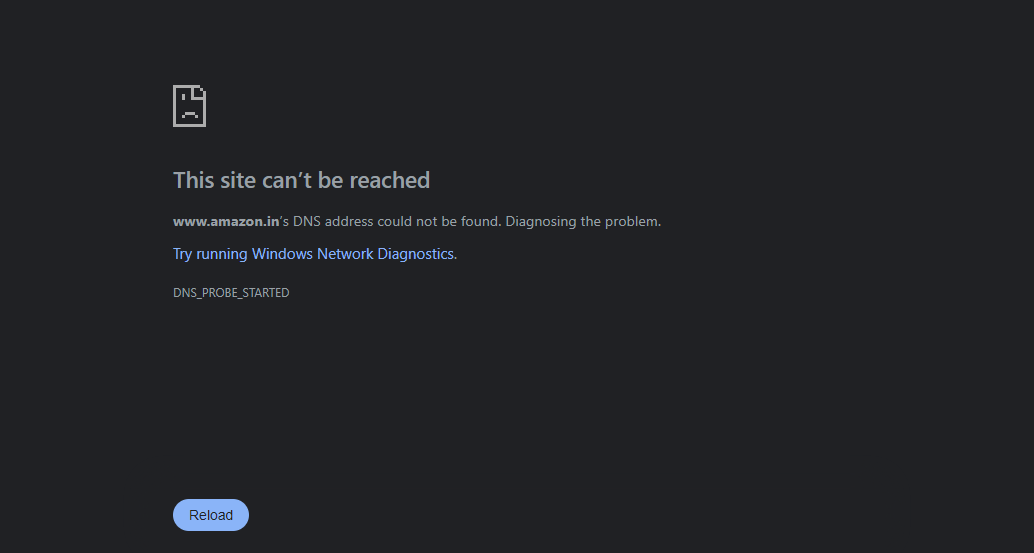 This site can’t be reached
www.amazon.in’s DNS address could not be found. Diagnosing the problem.
Try running Windows Network Diagnostics.
DNS_PROBE_STARTED
Reload